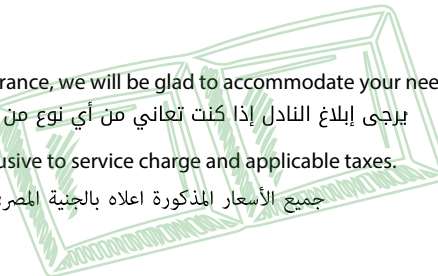 rance, we will be glad to accommodate your nee
يرجى إبلاغ النادل إذا كنت تعاني من أي نوع من
usive to service charge and applicable taxes.
جميع الأسعار المذكورة اعلاه بالجنية المصر